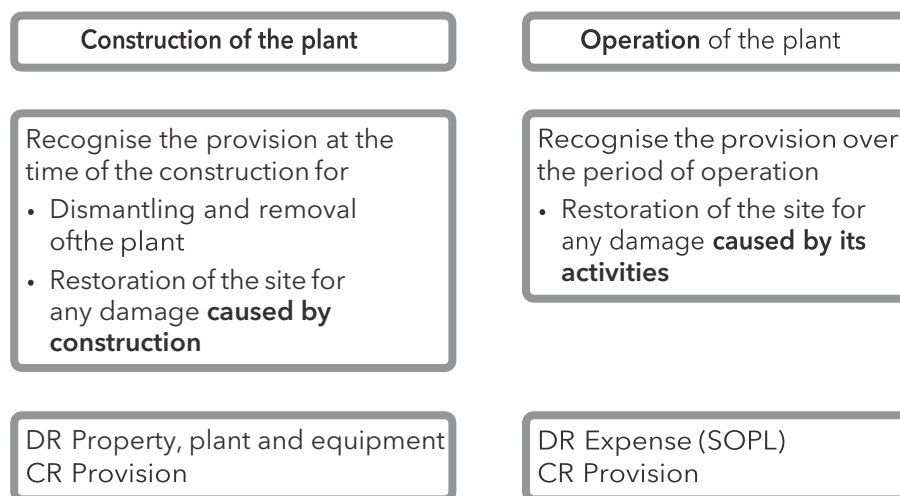 Construction of the plant
Operation of the plant
Recognise the provision at the
time of the construction for
• Dismantling and removal
ofthe plant
• Restoration of the site for
any damage caused by
construction
Recognise the provision over
the period of operation
• Restoration of the site for
any damage caused by its
activities
DR Property, plant and equipment
CR Provision
DR Expense (SOPL)
CR Provision